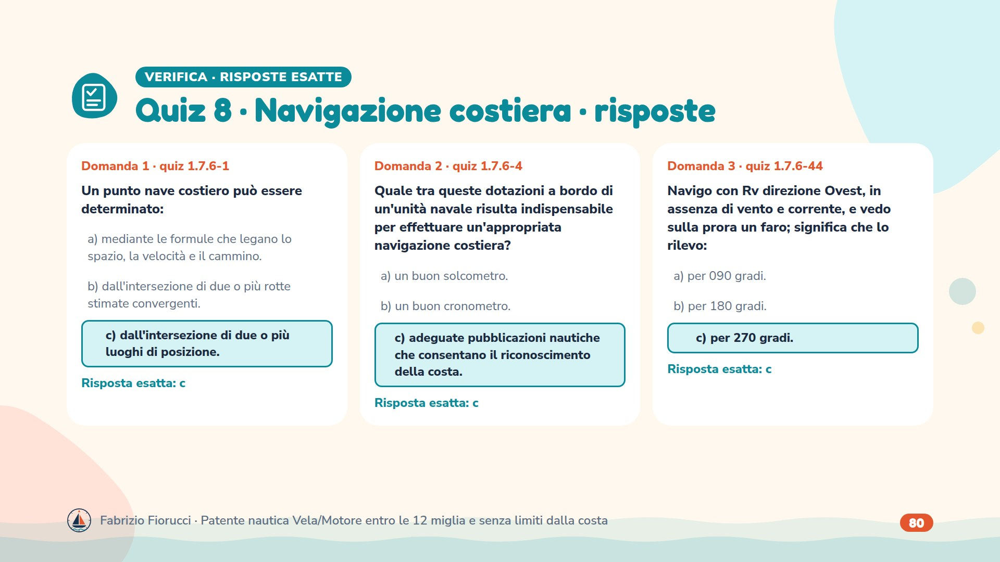 VERIFICA · RISPOSTE ESATTE
Quiz 8 · Navigazione costiera · risposte
Domanda 1 · quiz 1.7.6-1
Un punto nave costiero può essere
determinato:
a) mediante le formule che legano lo
spazio, la velocità e il cammino.
b) dall'intersezione di due o più rotte
stimate convergenti.
c) dall'intersezione di due o più
luoghi di posizione.
Risposta esatta: c
Domanda 2 · quiz 1.7.6-4
Quale tra queste dotazioni a bordo di
un'unità navale risulta indispensabile
per effettuare un'appropriata
navigazione costiera?
a) un buon solcometro.
b) un buon cronometro.
c) adeguate pubblicazioni nautiche
che consentano il riconoscimento
della costa.
Risposta esatta: c
Domanda 3 · quiz 1.7.6-44
Navigo con Rv direzione Ovest, in
assenza di vento e corrente, e vedo
sulla prora un faro; significa che lo
rilevo:
a) per 090 gradi.
b) per 180 gradi.
c) per 270 gradi.
Risposta esatta: c
Fabrizio Fiorucci · Patente nautica Vela/Motore entro le 12 miglia e senza limiti dalla costa
80